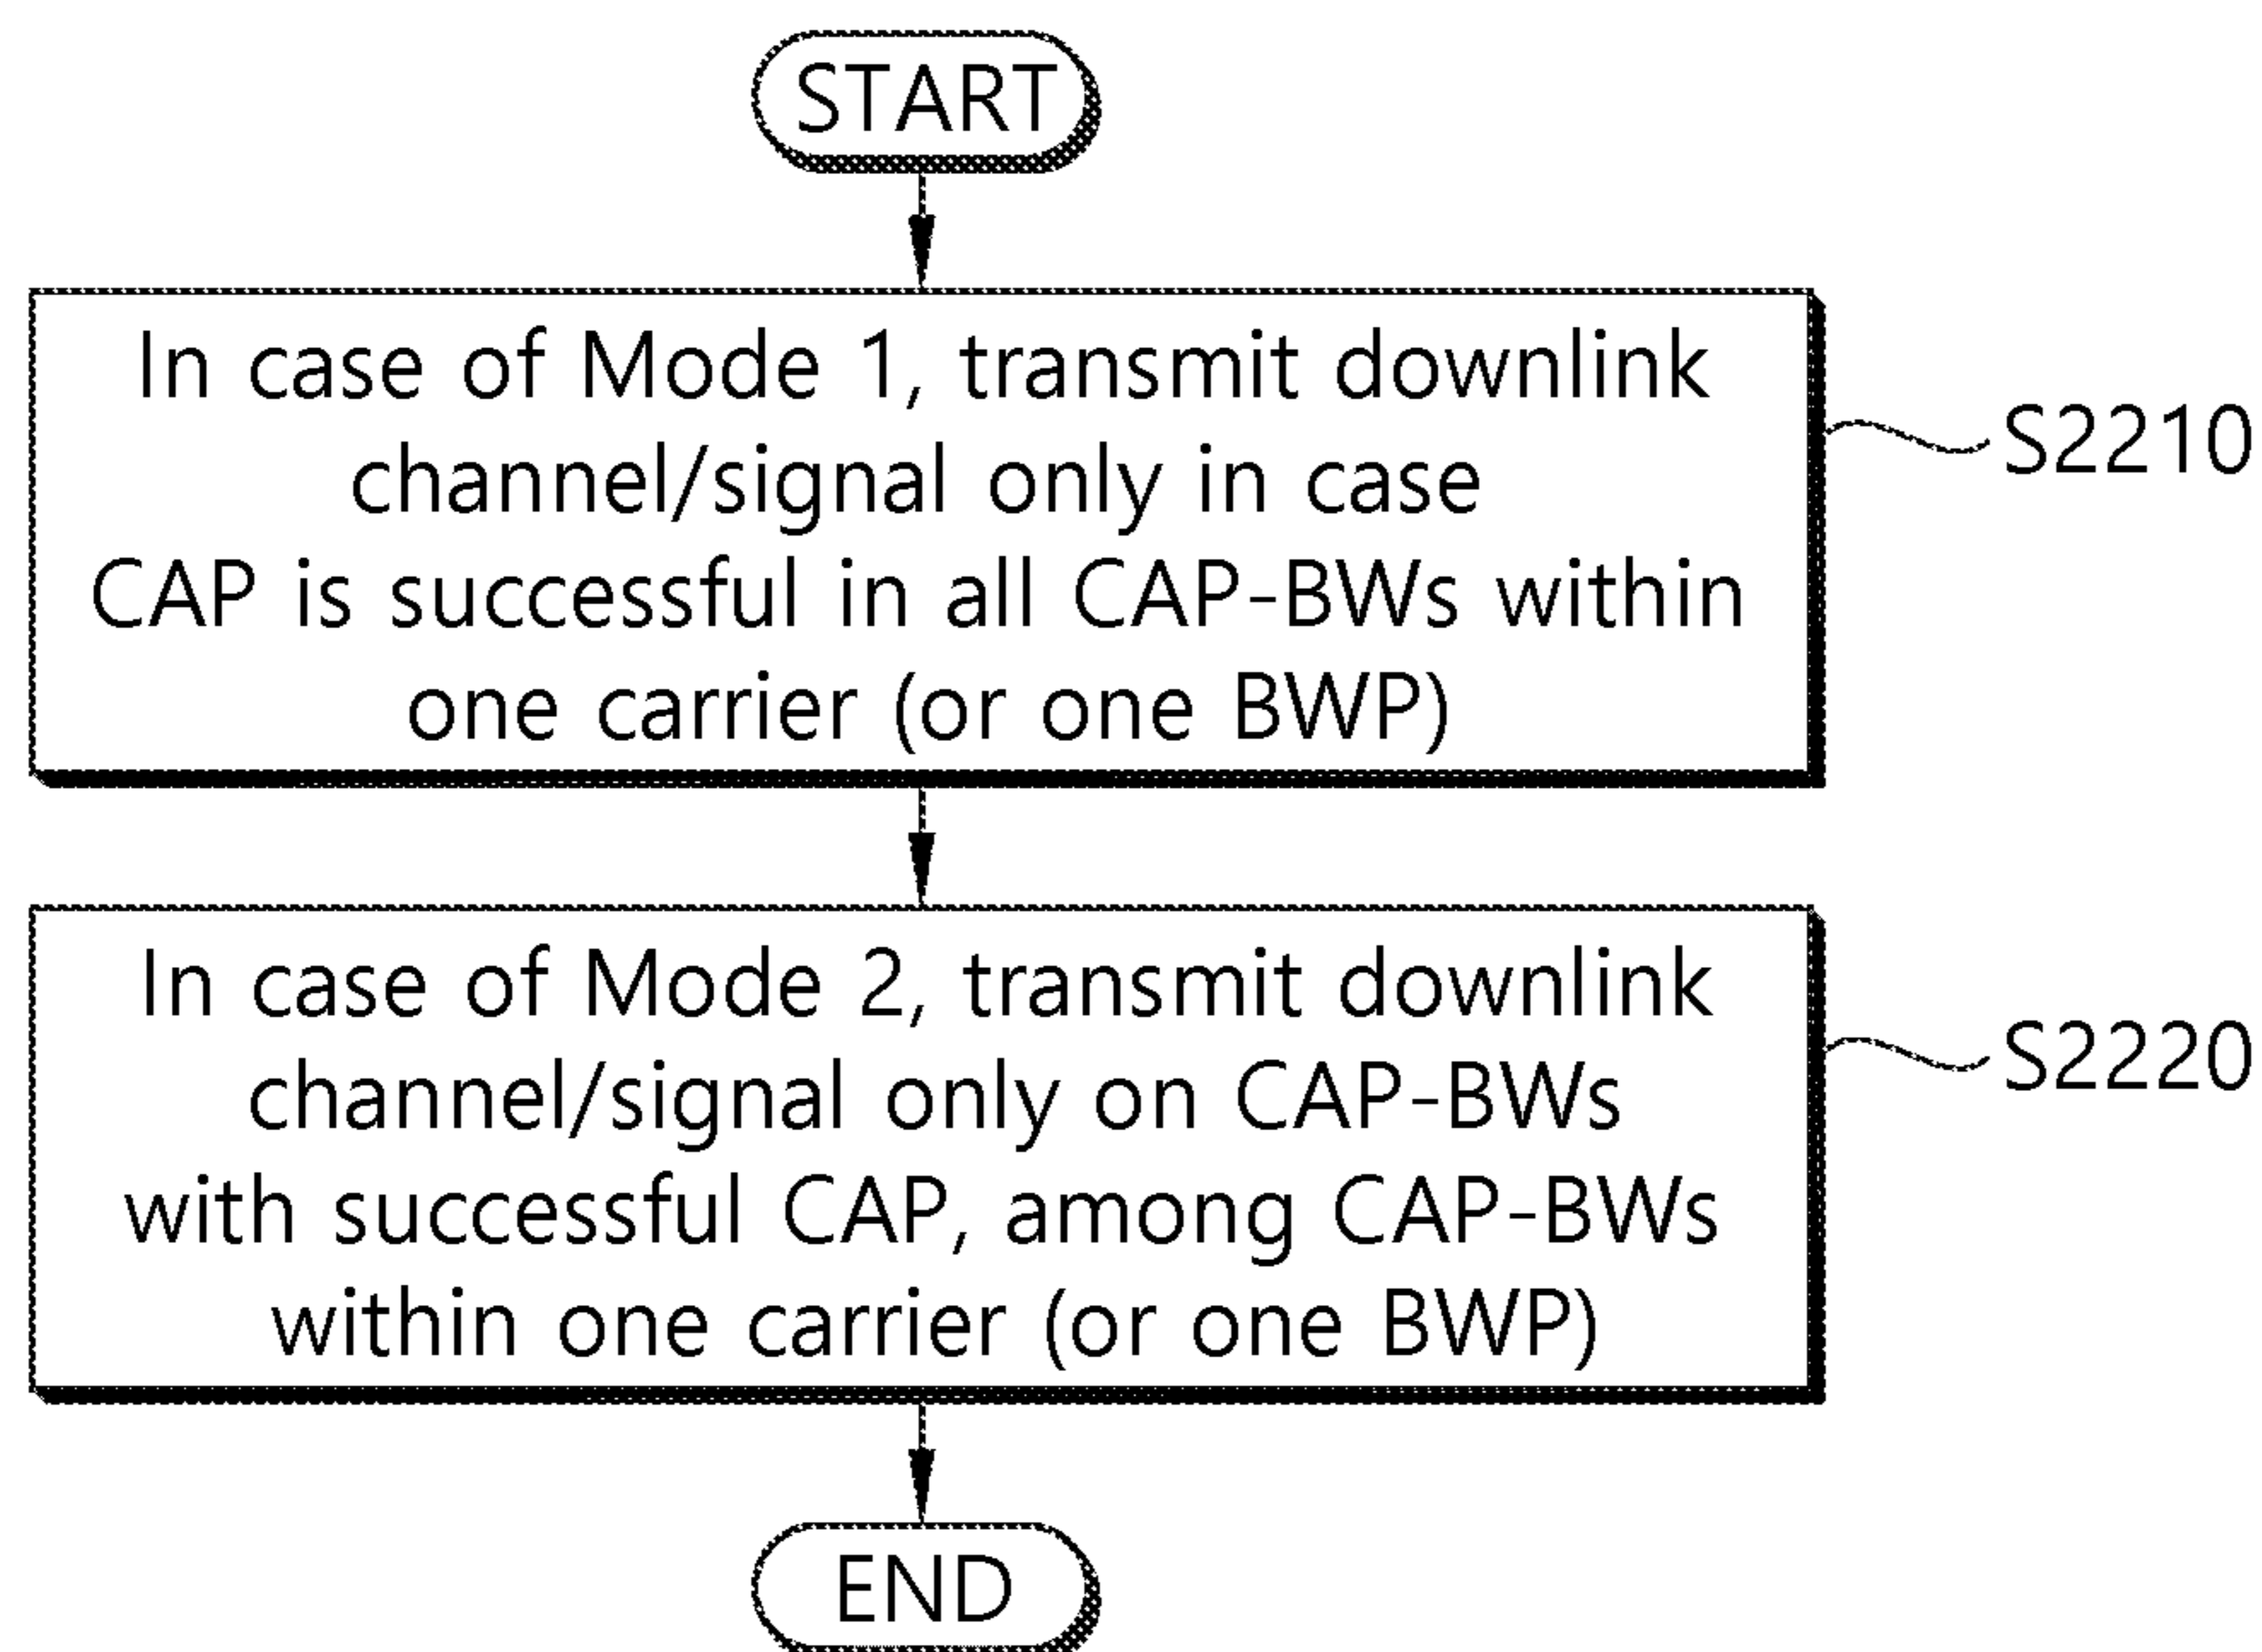 START
In case of Mode 1, transmit downlink
channel/signal only in case
CAP is successful in all CAP-BWs within
one carrier (or one BWP)
S2210
In case of Mode 2, transmit downlink
channel/signal only on CAP-BWs
with successful CAP, among CAP-BWs
within one carrier (or one BWP)
S2220
END